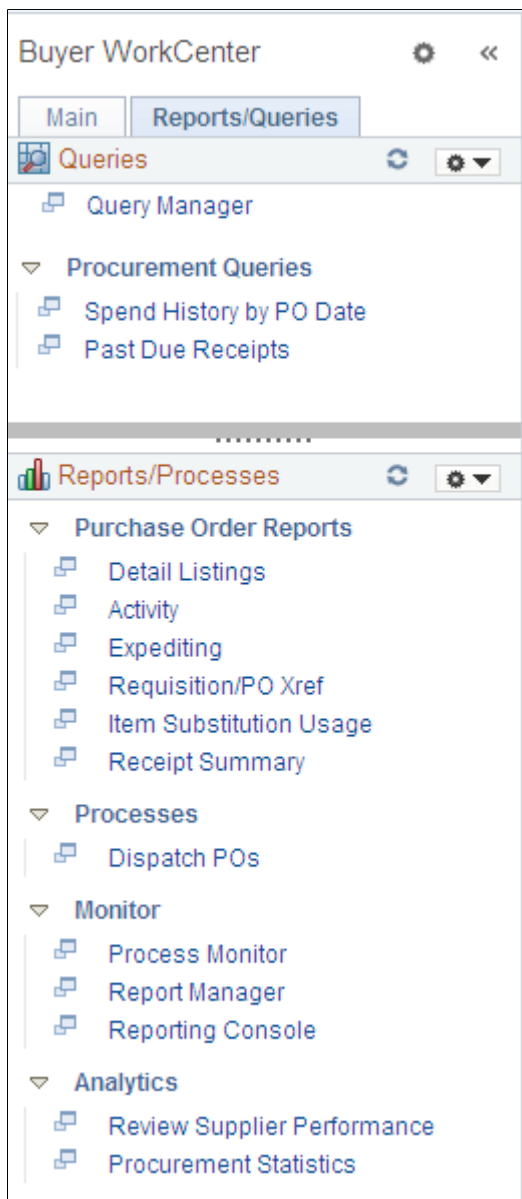 Buyer WorkCenter
Main
Reports/Queries
Queries
Query Manager
Procurement Queries
Spend History by PO Date
Past Due Receipts
Reports/Processes
Purchase Order Reports
Detail Listings
Activity
Expediting
Requisition/PO Xref
Item Substitution Usage
Receipt Summary
Processes
Dispatch POs
Monitor
Process Monitor
Report Manager
Reporting Console
Analytics
Review Supplier Performance
Procurement Statistics